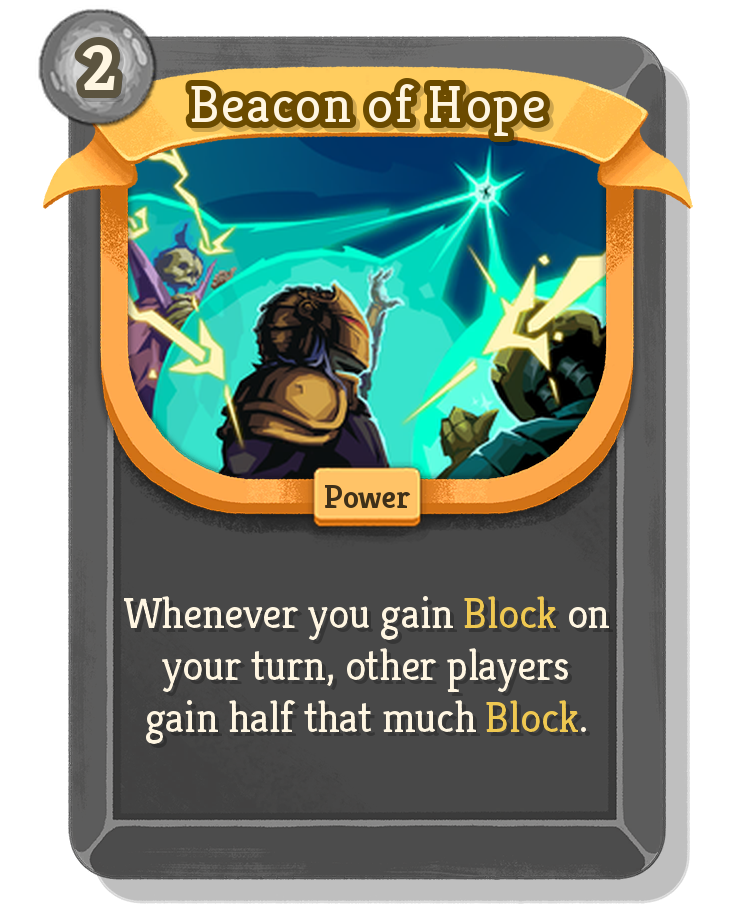 2
Beacon of Hope
Power
Whenever you gain Block on
your turn, other players
gain half that much Block.